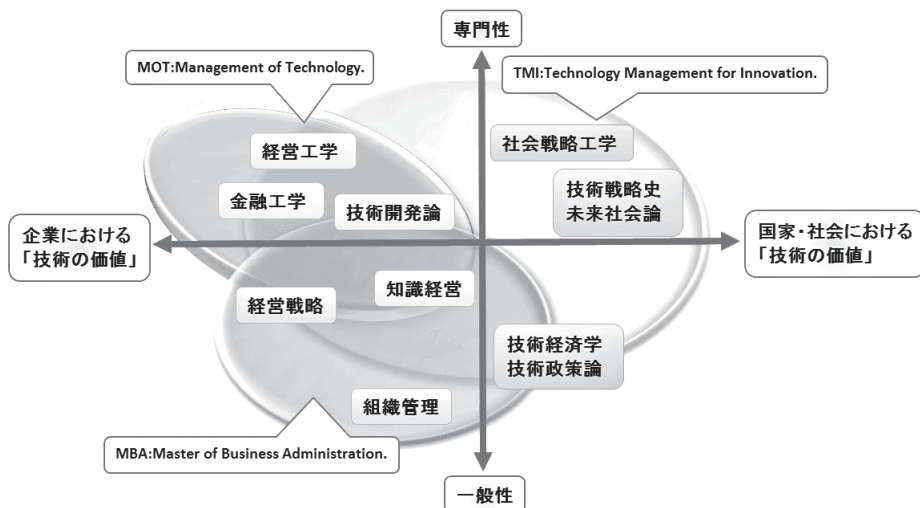 専門性
MOT:Management of Technology.
TMI:Technology Management for Innovation.
経営工学
社会戦略工学
金融工学
技術開発論
技術戦略史
未来社会論
企業における
「技術の価値」
国家・社会における
「技術の価値」
知識経営
経営戦略
技術経済学
技術政策論
組織管理
MBA:Master of Business Administration.
一般性